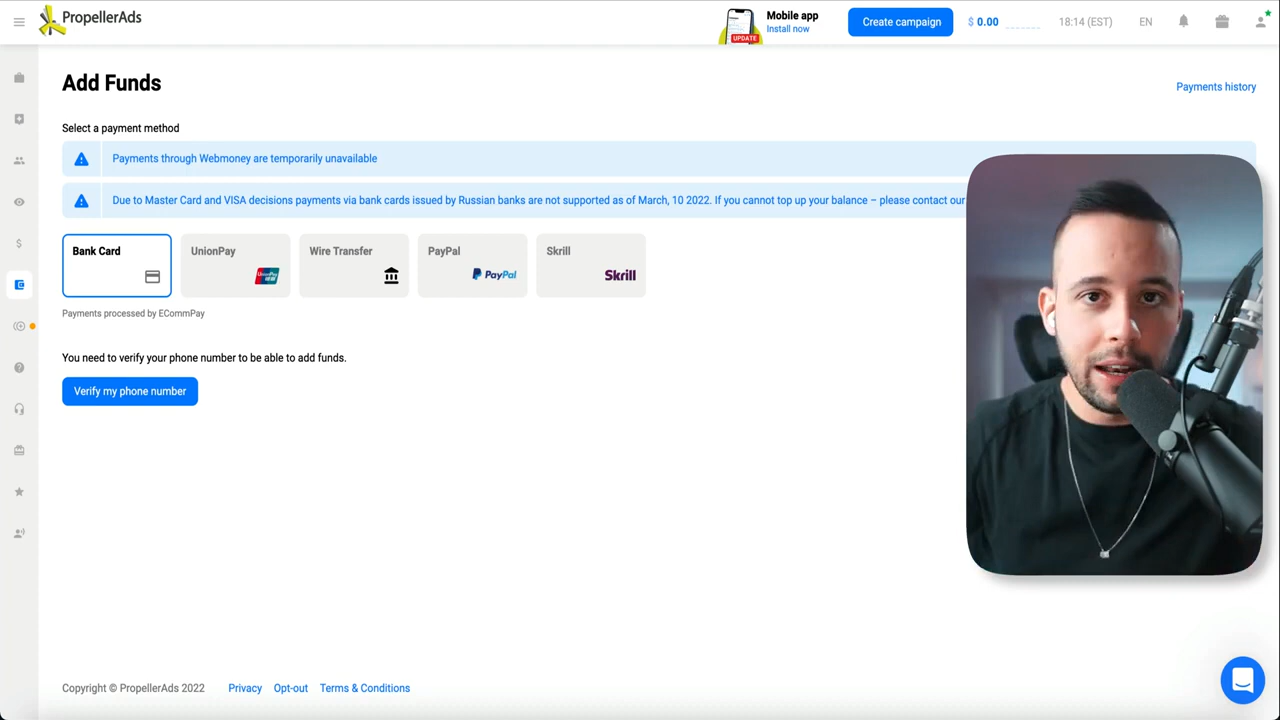 PropellerAds
Mobile app
Install now
UPDATE
Create campaign
$ 0.00
18:14 (EST)
EN
Add Funds
Payments history
Select a payment method
Payments through Webmoney are temporarily unavailable
Due to Master Card and VISA decisions payments via bank cards issued by Russian banks are not supported as of March, 10 2022. If you cannot top up your balance – please contact our
Bank Card
UnionPay
Wire Transfer
PayPal
Skrill
UnionPay
PayPal
Skrill
Payments processed by ECommPay
You need to verify your phone number to be able to add funds.
Verify my phone number
Copyright © PropellerAds 2022
Privacy
Opt-out
Terms & Conditions